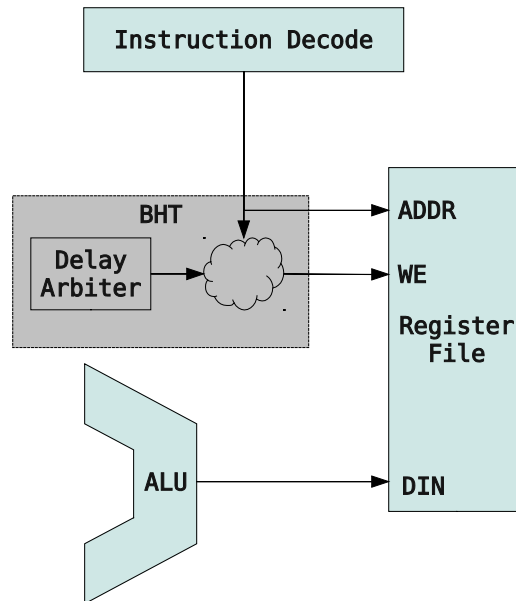 Instruction Decode
BHT
ADDR
Delay
Arbiter
WE
Register
File
ALU
DIN